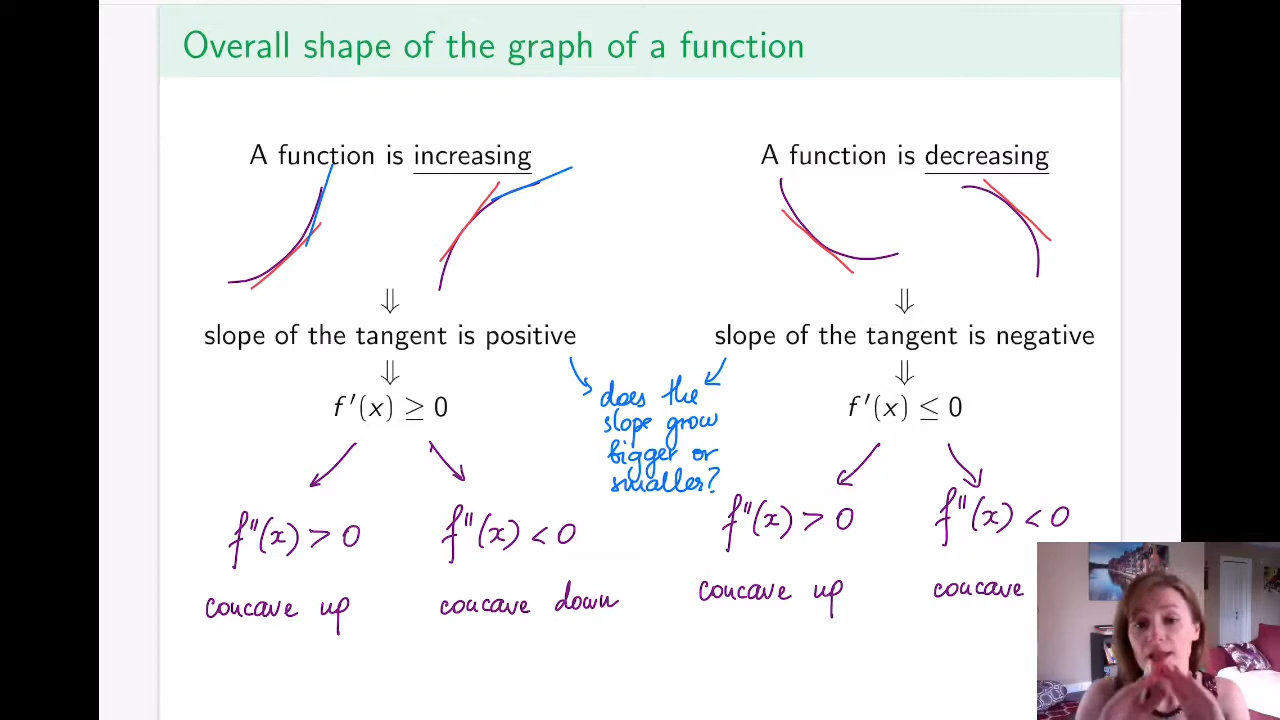 Overall shape of the graph of a function
A function is increasing
A function is decreasing
⇓
⇓
slope of the tangent is positive
slope of the tangent is negative
⇓
⇓
f′(x) ≥ 0
does the
slope grow
bigger or
smaller?
f′(x) ≤ 0
f″(x) > 0
f″(x) < 0
f″(x) > 0
f″(x) < 0
concave up
concave down
concave up
concave